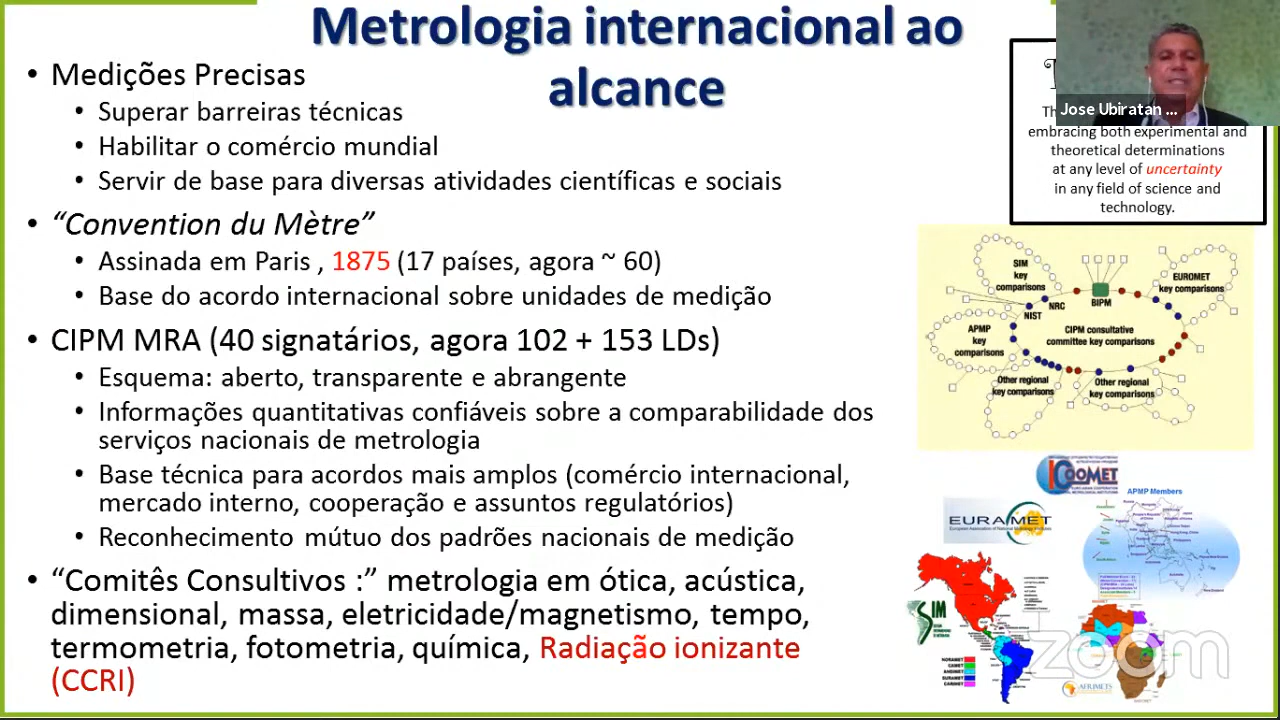 Metrologia internacional ao
alcance
• Medições Precisas
• Superar barreiras técnicas
• Habilitar o comércio mundial
• Servir de base para diversas atividades científicas e sociais
• “Convention du Mètre”
• Assinada em Paris , 1875 (17 países, agora ~ 60)
• Base do acordo internacional sobre unidades de medição
• CIPM MRA (40 signatários, agora 102 + 153 LDs)
• Esquema: aberto, transparente e abrangente
• Informações quantitativas confiáveis sobre a comparabilidade dos
serviços nacionais de metrologia
• Base técnica para acordos mais amplos (comércio internacional,
mercado interno, cooperação e assuntos regulatórios)
• Reconhecimento mútuo dos padrões nacionais de medição
• “Comitês Consultivos :” metrologia em ótica, acústica,
dimensional, massa, eletricidade/magnetismo, tempo,
termometria, fotometria, química, Radiação ionizante
(CCRI)
Jose Ubiratan ...
embracing both experimental and
theoretical determinations
at any level of uncertainty
in any field of science and
technology.
SIM
key
comparisons
EUROMET
key comparisons
NRC
BIPM
NIST
APMP
key
comparisons
CIPM consultative
committee key comparisons
Other regional
key comparisons
Other regional
key comparisons
COOMET
APMP Members
EURAMET
SIM
NORAMET
CAMET
ANDIMET
SURAMET
CARIMET
AFRIMETS
zoom